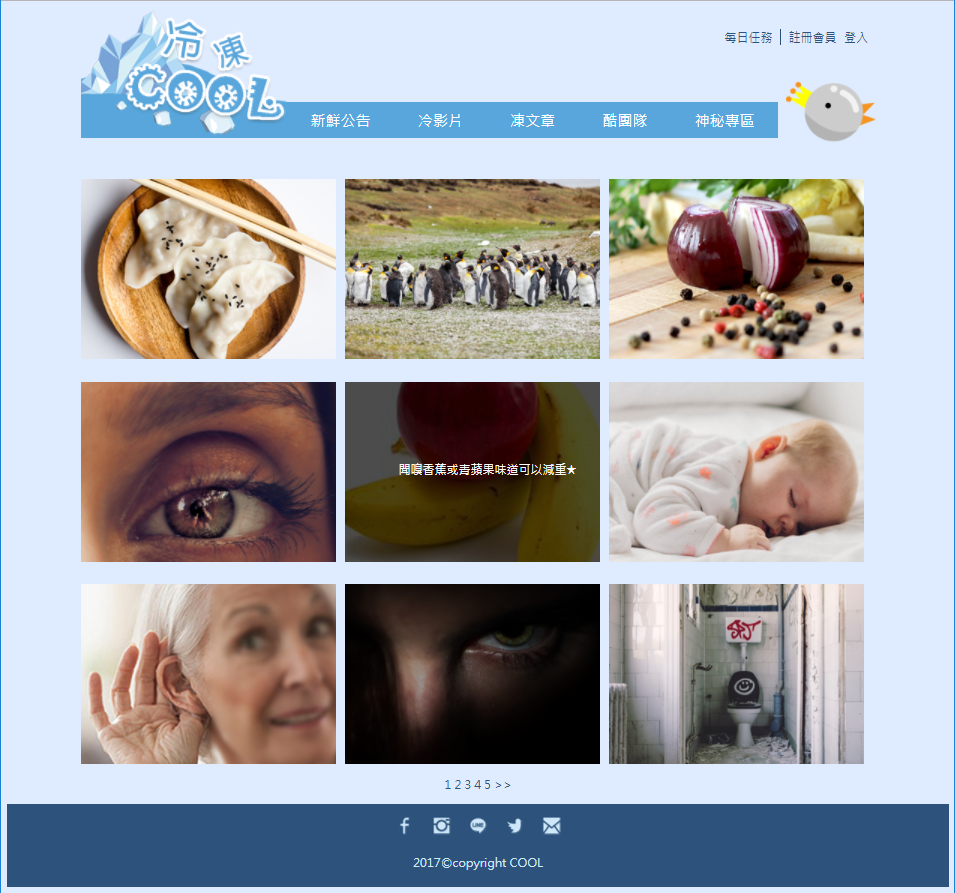 冷凍
COOL
每日任務 | 註冊會員 登入
新鮮公告 冷影片 凍文章 酷團隊 神秘專區
聞嗅香蕉或青蘋果味道可以減重★
1 2 3 4 5 > >
2017©copyright COOL